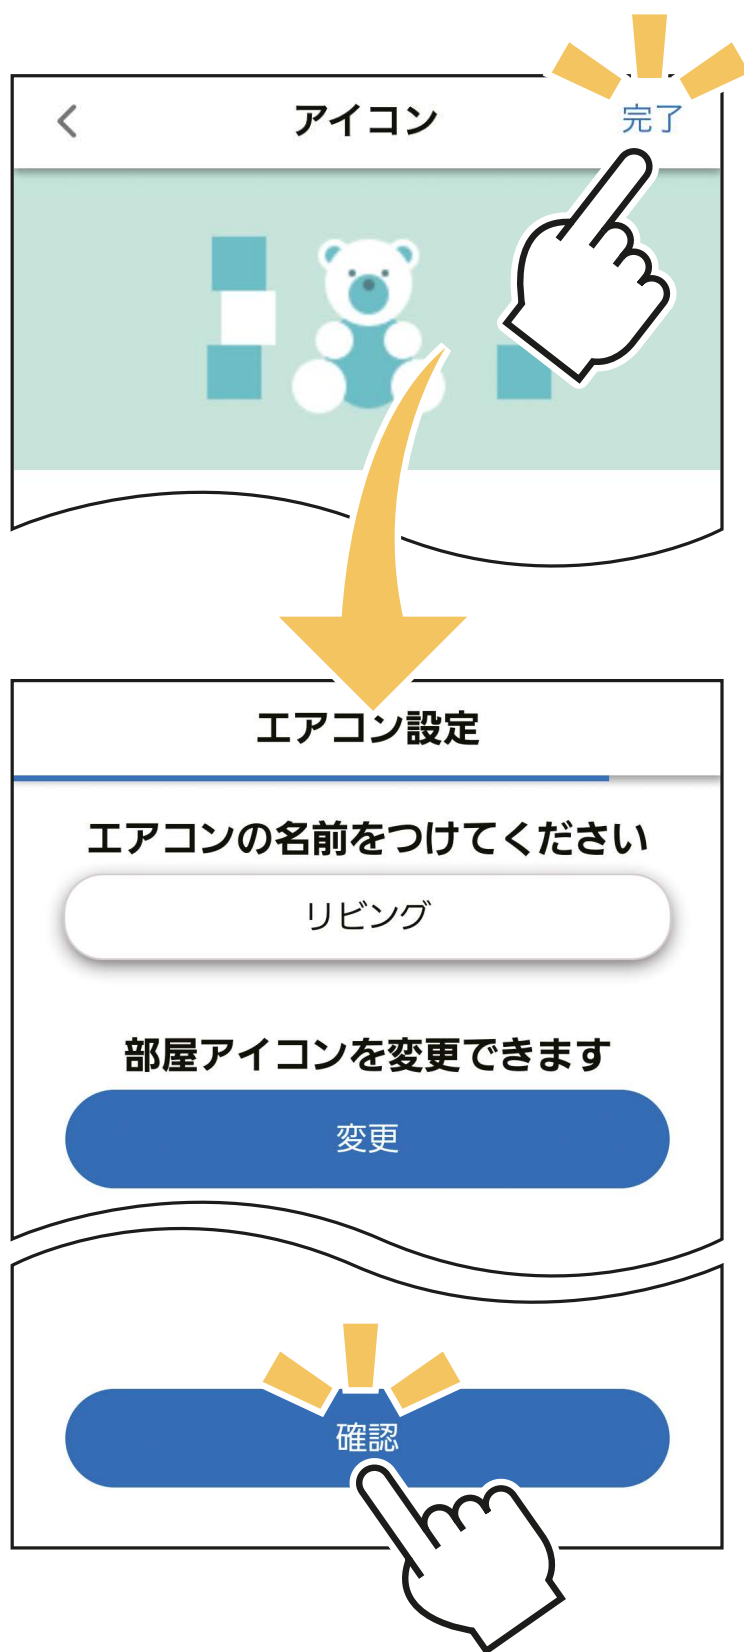 アイコン
完了
エアコン設定
エアコンの名前をつけてください
リビング
部屋アイコンを変更できます
変更
確認